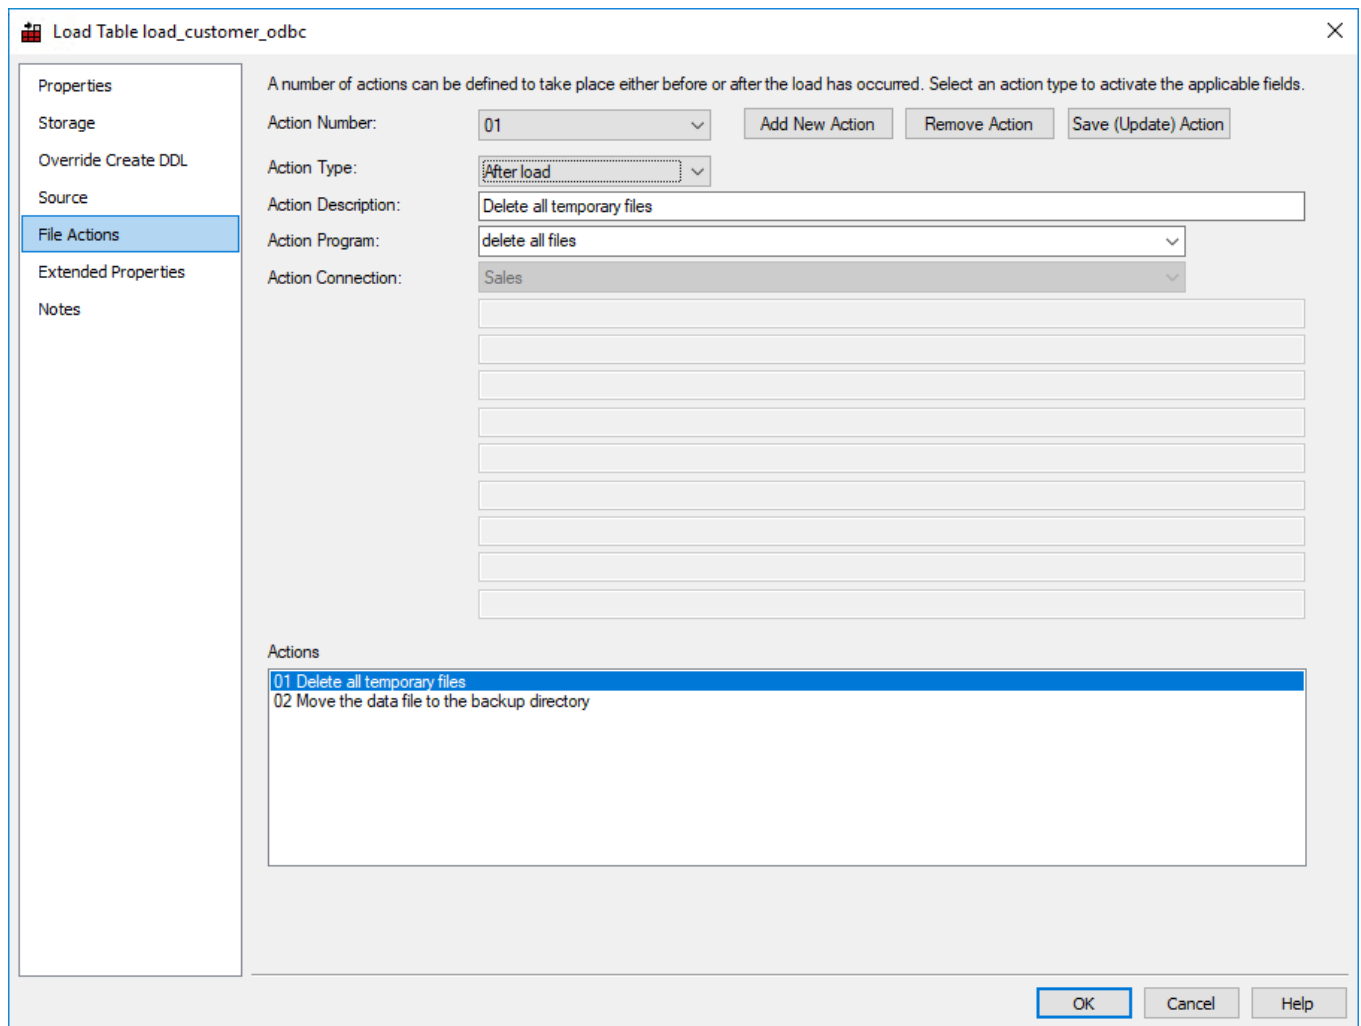 Load Table load_customer_odbc
Properties
Storage
Override Create DDL
Source
File Actions
Extended Properties
Notes
A number of actions can be defined to take place either before or after the load has occurred. Select an action type to activate the applicable fields.
Action Number: 01 Add New Action Remove Action Save (Update) Action
Action Type: After load
Action Description: Delete all temporary files
Action Program: delete all files
Action Connection: Sales
Actions
01 Delete all temporary files
02 Move the data file to the backup directory
OK Cancel Help